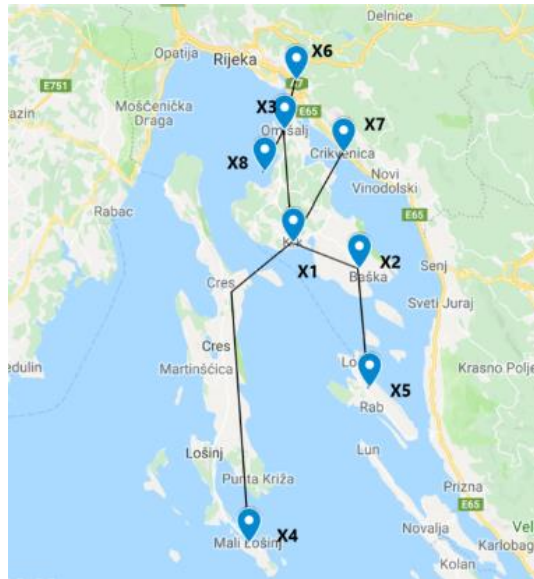 Delnice
Opatija
Rijeka
X6
E751
Moščenička
Draga
X3
E65
X7
Omišalj
X8
Crikvenica
Novi
Vinodolski
Rabac
E65
Krk
X2
X1
Senj
Cres
Baška
Sveti Juraj
Cres
Martinšćica
X5
Krasno Polje
Rab
Lošinj
Lun
Punta Križa
Prizna
E65
X4
Novalja
Mali Lošinj
Karlobag
Kolan